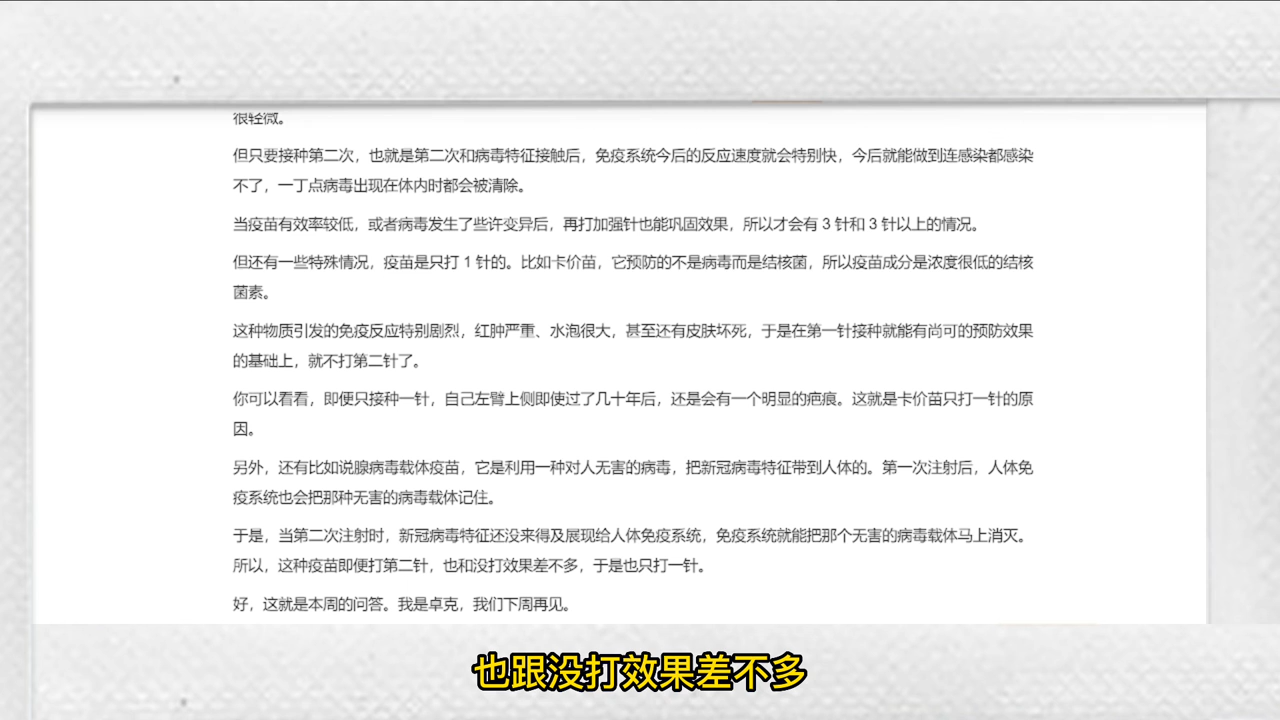 很轻微。
但只要接种第二次，也就是第二次和病毒特征接触后，免疫系统今后的反应速度就会特别快，今后就能做到连感染都感染
不了，一丁点病毒出现在体内时都会被清除。
当疫苗有效率较低，或者病毒发生了些许变异后，再打加强针也能巩固效果，所以才会有 3 针和 3 针以上的情况。
但还有一些特殊情况，疫苗是只打 1 针的。比如卡价苗，它预防的不是病毒而是结核菌，所以疫苗成分是浓度很低的结核
菌素。
这种物质引发的免疫反应特别剧烈，红肿严重、水泡很大，甚至还有皮肤坏死，于是在第一针接种就能有尚可的预防效果
的基础上，就不打第二针了。
你可以看看，即便只接种一针，自己左臂上侧即使过了几十年后，还是会有一个明显的疤痕。这就是卡价苗只打一针的原
因。
另外，还有比如说腺病毒载体疫苗，它是利用一种对人无害的病毒，把新冠病毒特征带到人体的。第一次注射后，人体免
疫系统也会把那种无害的病毒载体记住。
于是，当第二次注射时，新冠病毒特征还没来得及展现给人体免疫系统，免疫系统就能把那个无害的病毒载体马上消灭。
所以，这种疫苗即便打第二针，也和没打效果差不多，于是也只打一针。
好，这就是本周的问答。我是卓克，我们下周再见。
也跟没打效果差不多